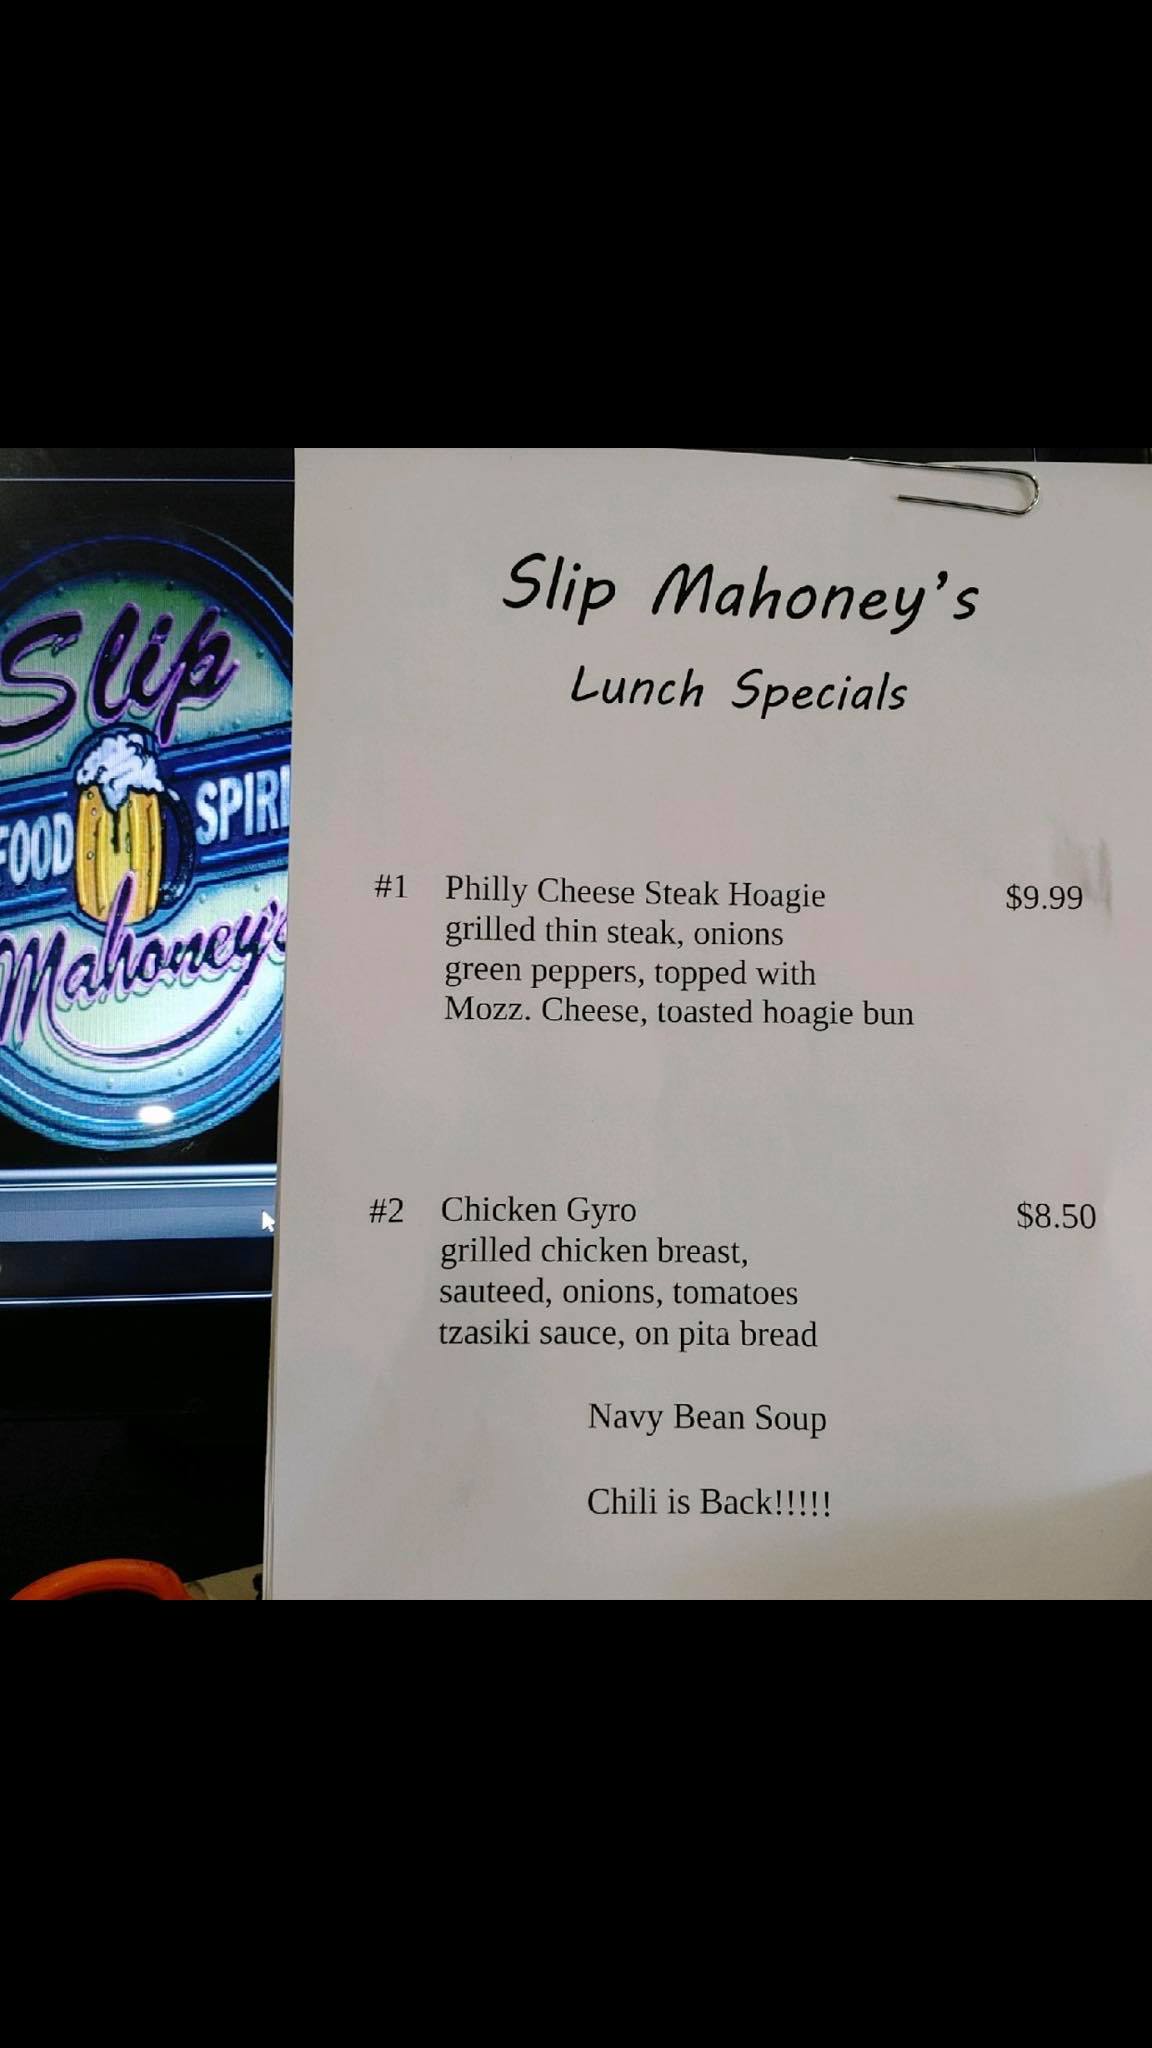 Slip
FOOD
SPIRI
Mahoney's
Slip Mahoney's
Lunch Specials
#1 Philly Cheese Steak Hoagie $9.99
grilled thin steak, onions
green peppers, topped with
Mozz. Cheese, toasted hoagie bun
#2 Chicken Gyro $8.50
grilled chicken breast,
sauteed, onions, tomatoes
tzasiki sauce, on pita bread
Navy Bean Soup
Chili is Back!!!!!